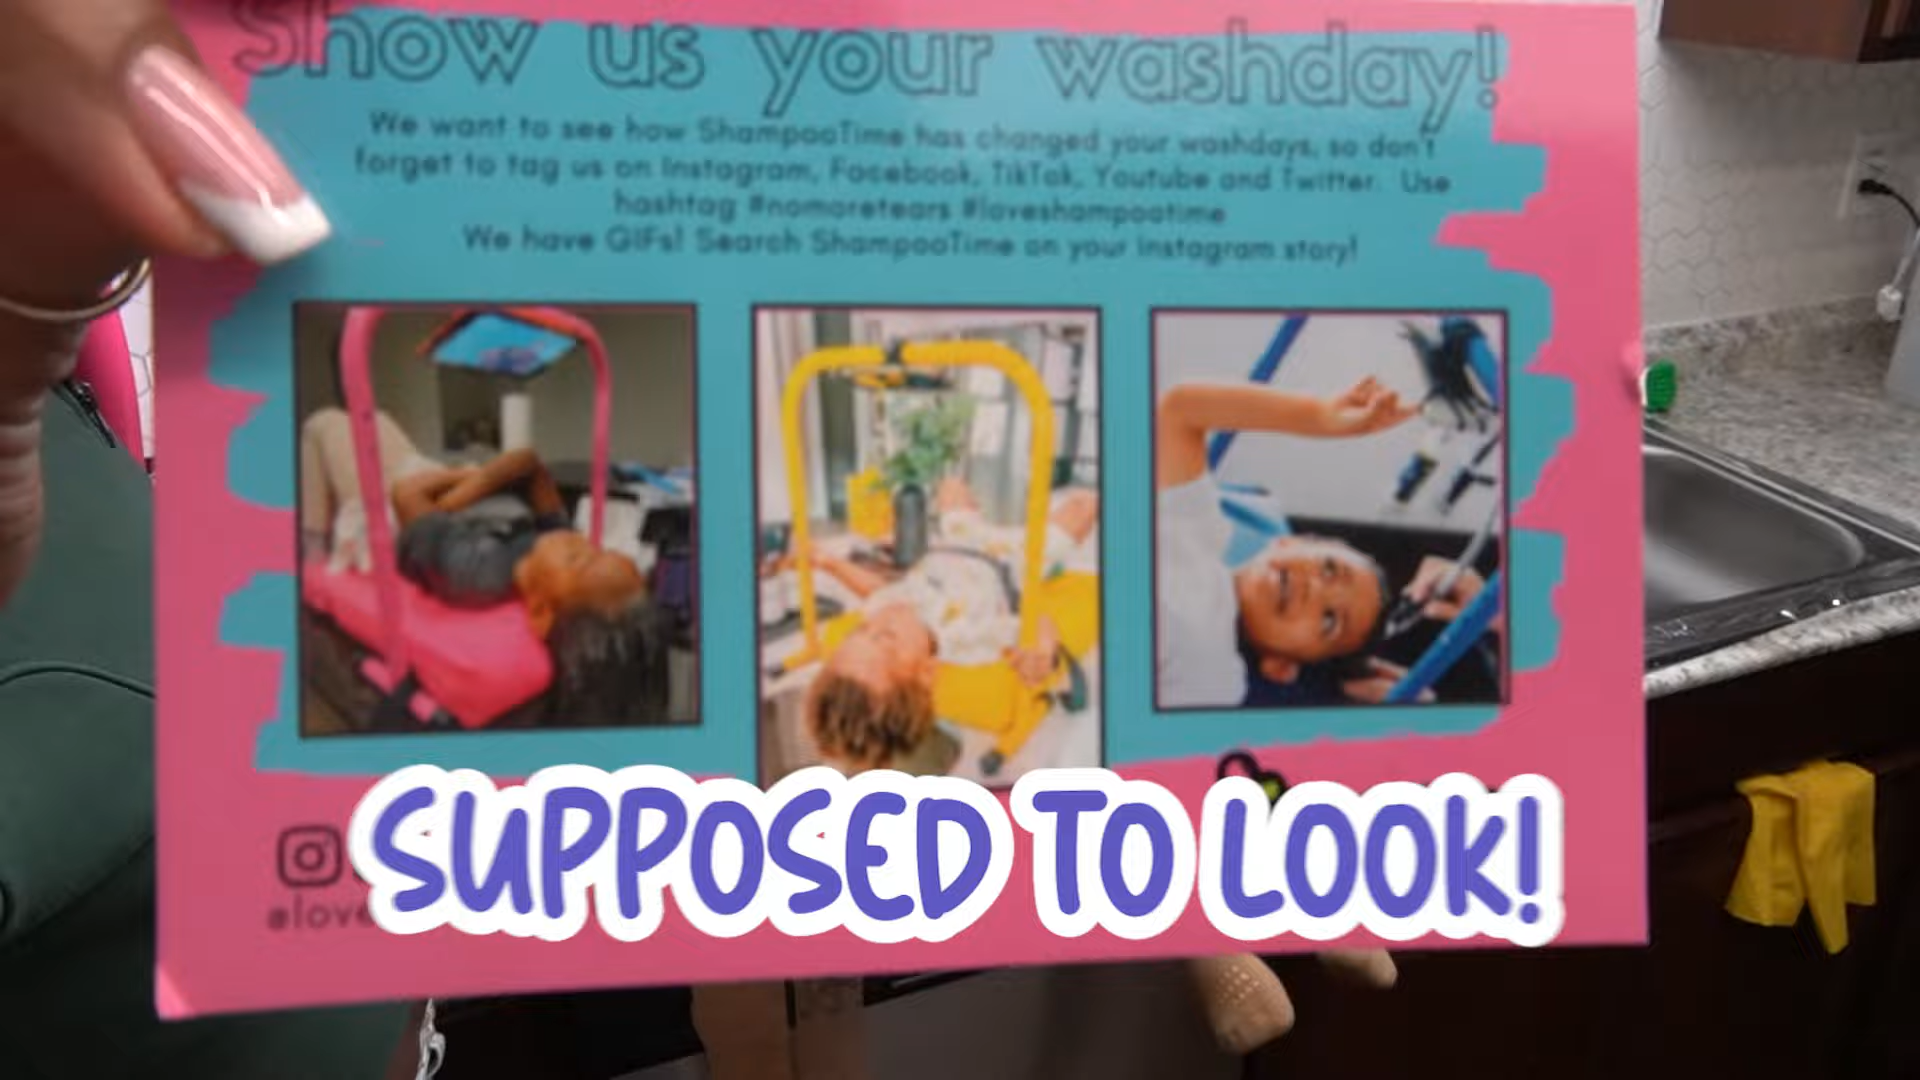 Show us your washday!
We want to see how ShampooTime has changed your washdays, so don't
forget to tag us on Instagram, Facebook, TikTok, Youtube and Twitter. Use
hashtag #nomoretears #loveshampootime
We have GIFs! Search ShampooTime on your Instagram story!
SUPPOSED TO LOOK!
@love